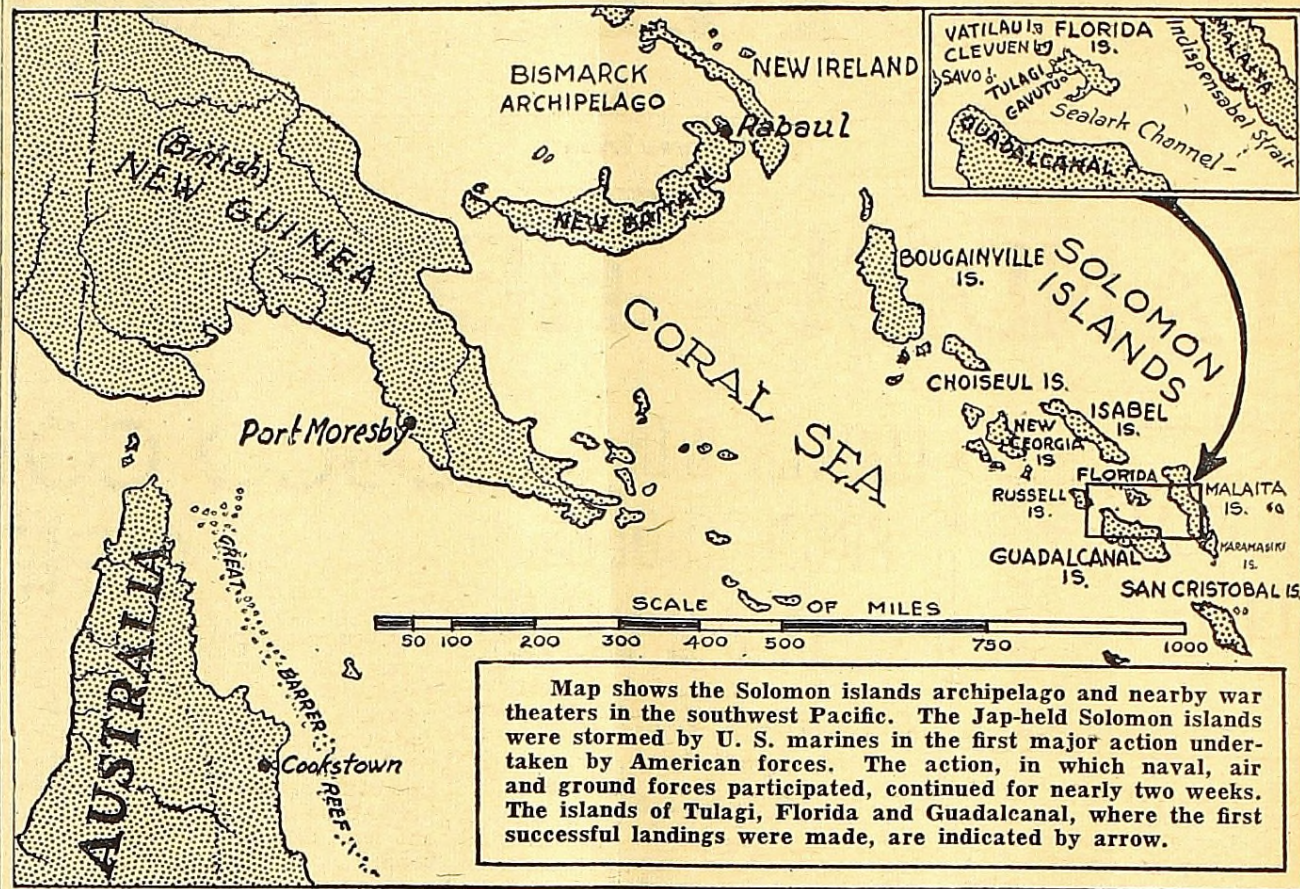 BISMARCK
ARCHIPELAGO
NEW IRELAND
Rabaul
NEW BRITAIN
(British)
NEW GUINEA
VATILAU IS
FLORIDA
IS.
CLEVUEN
SAVO
TULAGI
GAVUTU
Sealark Channel
Indispensabel Strait
MALAITA
GUADALCANAL
BOUGAINVILLE
IS.
SOLOMON
ISLANDS
CORAL SEA
CHOISEUL IS.
ISABEL
IS.
NEW
GEORGIA
IS
FLORIDA
RUSSELL
IS.
MALAITA
IS.
MARAMASIKI
IS.
GUADALCANAL
IS.
SAN CRISTOBAL IS
Port Moresby
GREAT BARRER REEF
AUSTRALIA
Cookstown
SCALE OF MILES
50 100 200 300 400 500 750 1000
Map shows the Solomon islands archipelago and nearby war
theaters in the southwest Pacific. The Jap-held Solomon islands
were stormed by U. S. marines in the first major action under-
taken by American forces. The action, in which naval, air
and ground forces participated, continued for nearly two weeks.
The islands of Tulagi, Florida and Guadalcanal, where the first
successful landings were made, are indicated by arrow.